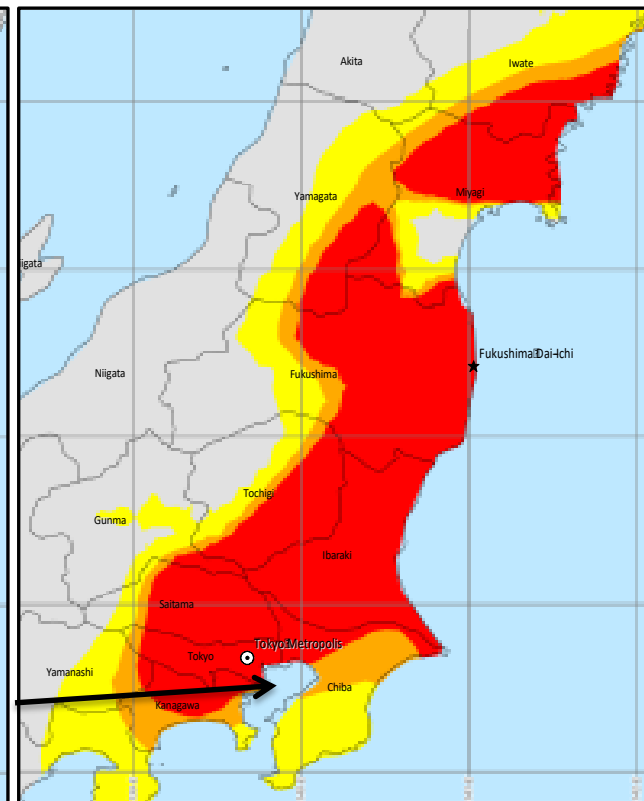 Akita
Iwate
Yamagata
Miyagi
igata
Fukushima Dai-Ichi
Niigata
Fukushima
Tochigi
Gunma
Ibaraki
Saitama
Tokyo Metropolis
Tokyo
Yamanashi
Chiba
Kanagawa